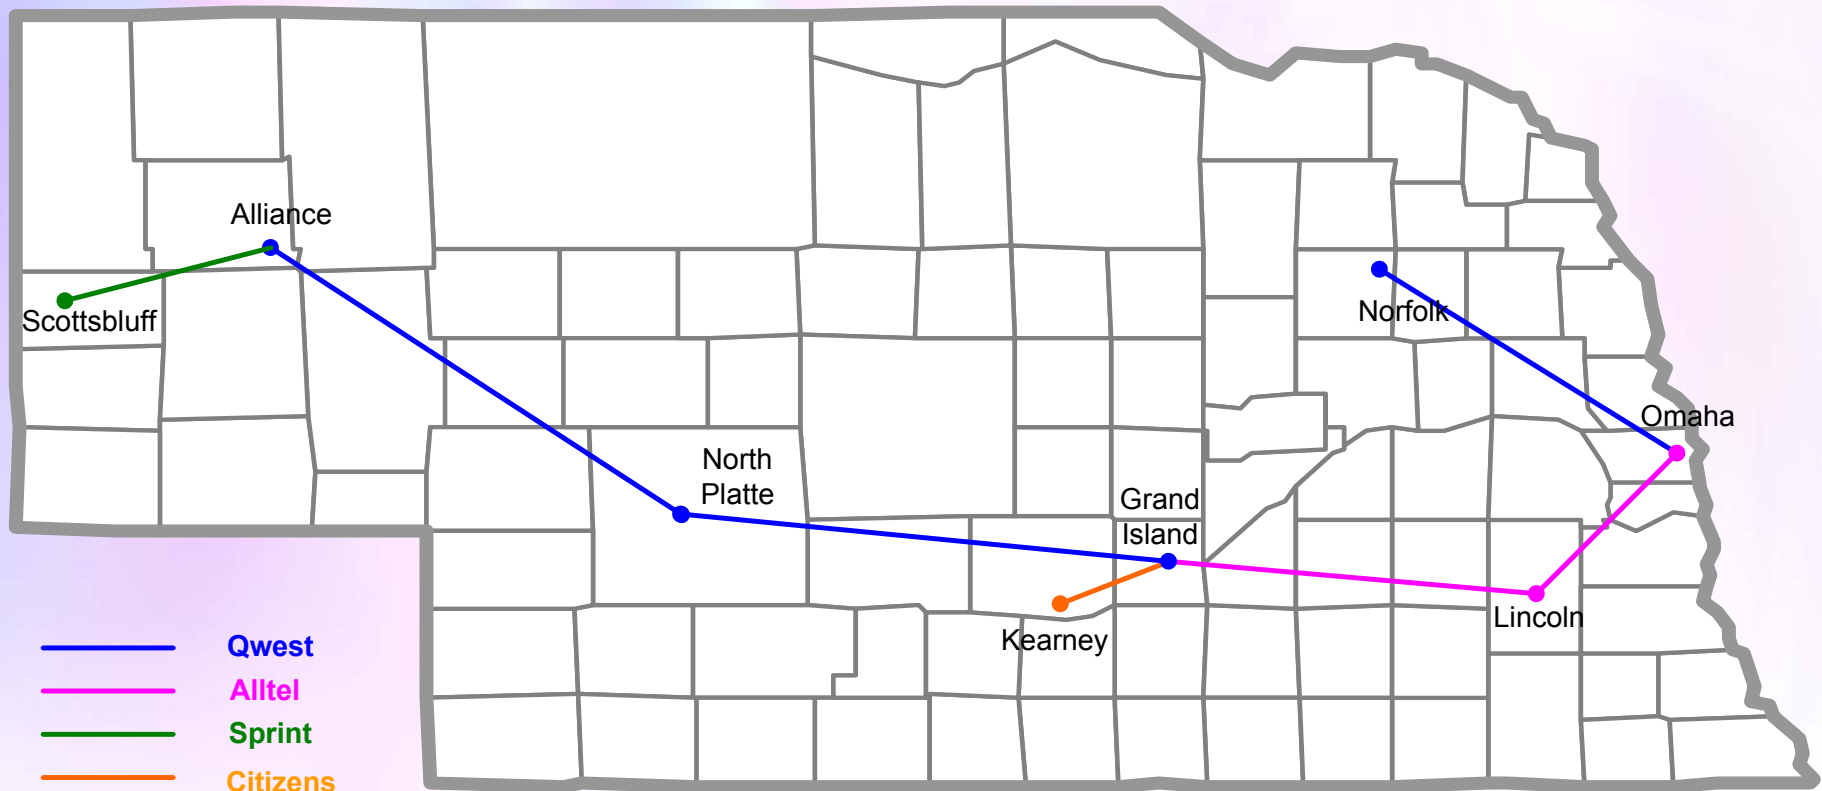 Alliance
Scottsbluff
Norfolk
Omaha
North
Platte
Grand
Island
Lincoln
Kearney
Qwest
Alltel
Sprint
Citizens